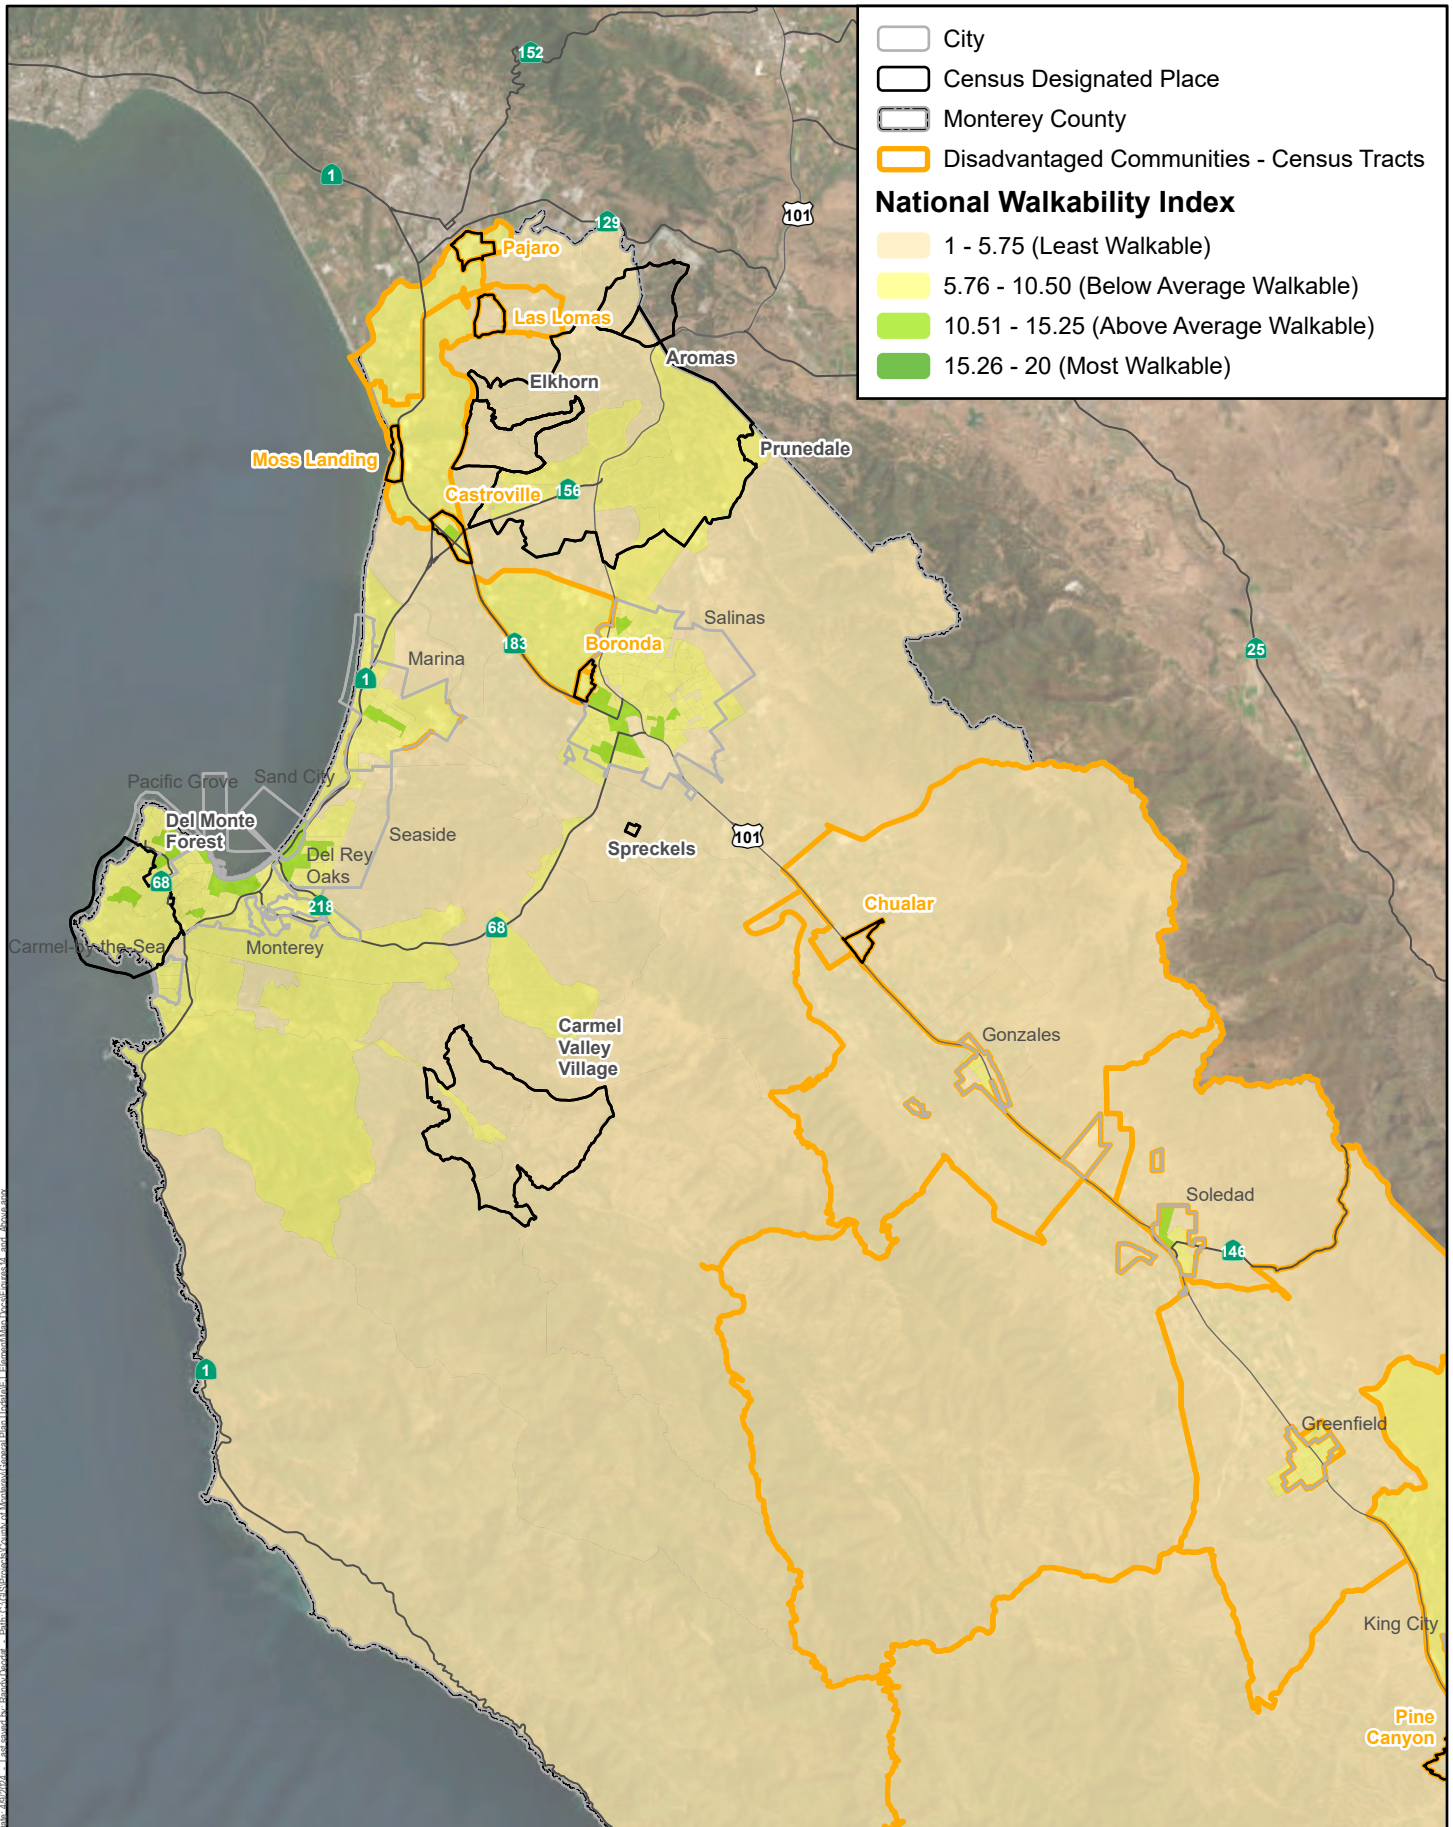 City
Census Designated Place
Monterey County
Disadvantaged Communities - Census Tracts
National Walkability Index
1 - 5.75 (Least Walkable)
5.76 - 10.50 (Below Average Walkable)
10.51 - 15.25 (Above Average Walkable)
15.26 - 20 (Most Walkable)
152
1
101
129
Pajaro
Las Lomas
Aromas
Elkhorn
Prunedale
Moss Landing
Castroville
156
Salinas
183
Boronda
25
Marina
1
Pacific Grove
Sand City
Del Monte
Forest
Seaside
101
Spreckels
Del Rey
Oaks
68
218
Chualar
68
Carmel-by-the-Sea
Monterey
Carmel
Valley
Village
Gonzales
Soledad
146
1
Greenfield
King City
Pine
Canyon